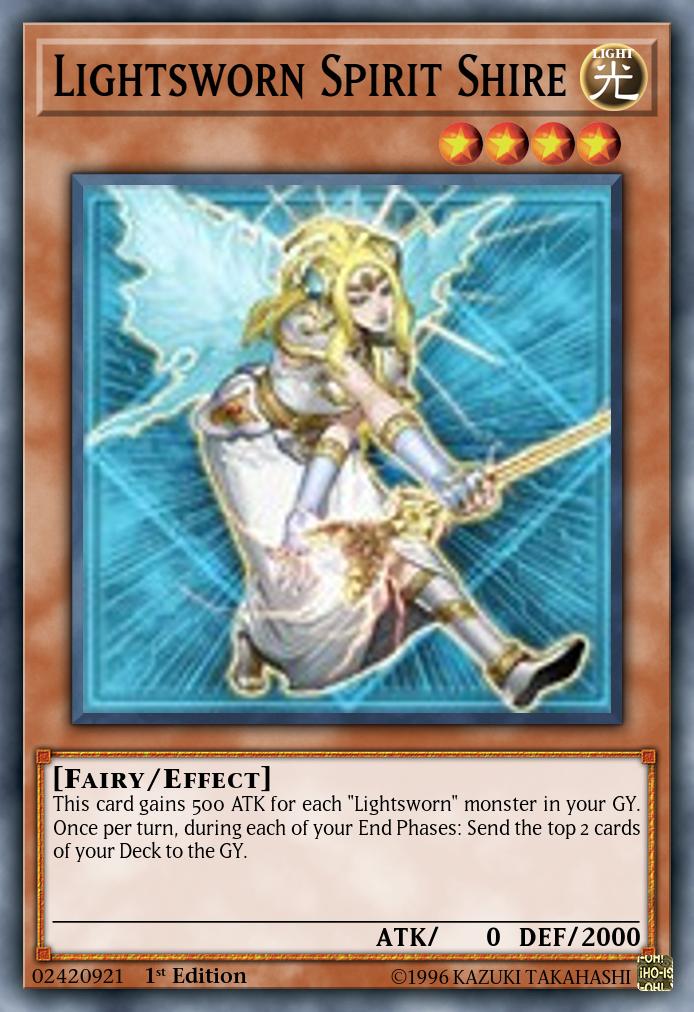 Lightsworn Spirit Shire
LIGHT
光
[Fairy/Effect]
This card gains 500 ATK for each "Lightsworn" monster in your GY.
Once per turn, during each of your End Phases: Send the top 2 cards
of your Deck to the GY.
ATK/ 0 DEF/2000
02420921 1st Edition ©1996 KAZUKI TAKAHASHI